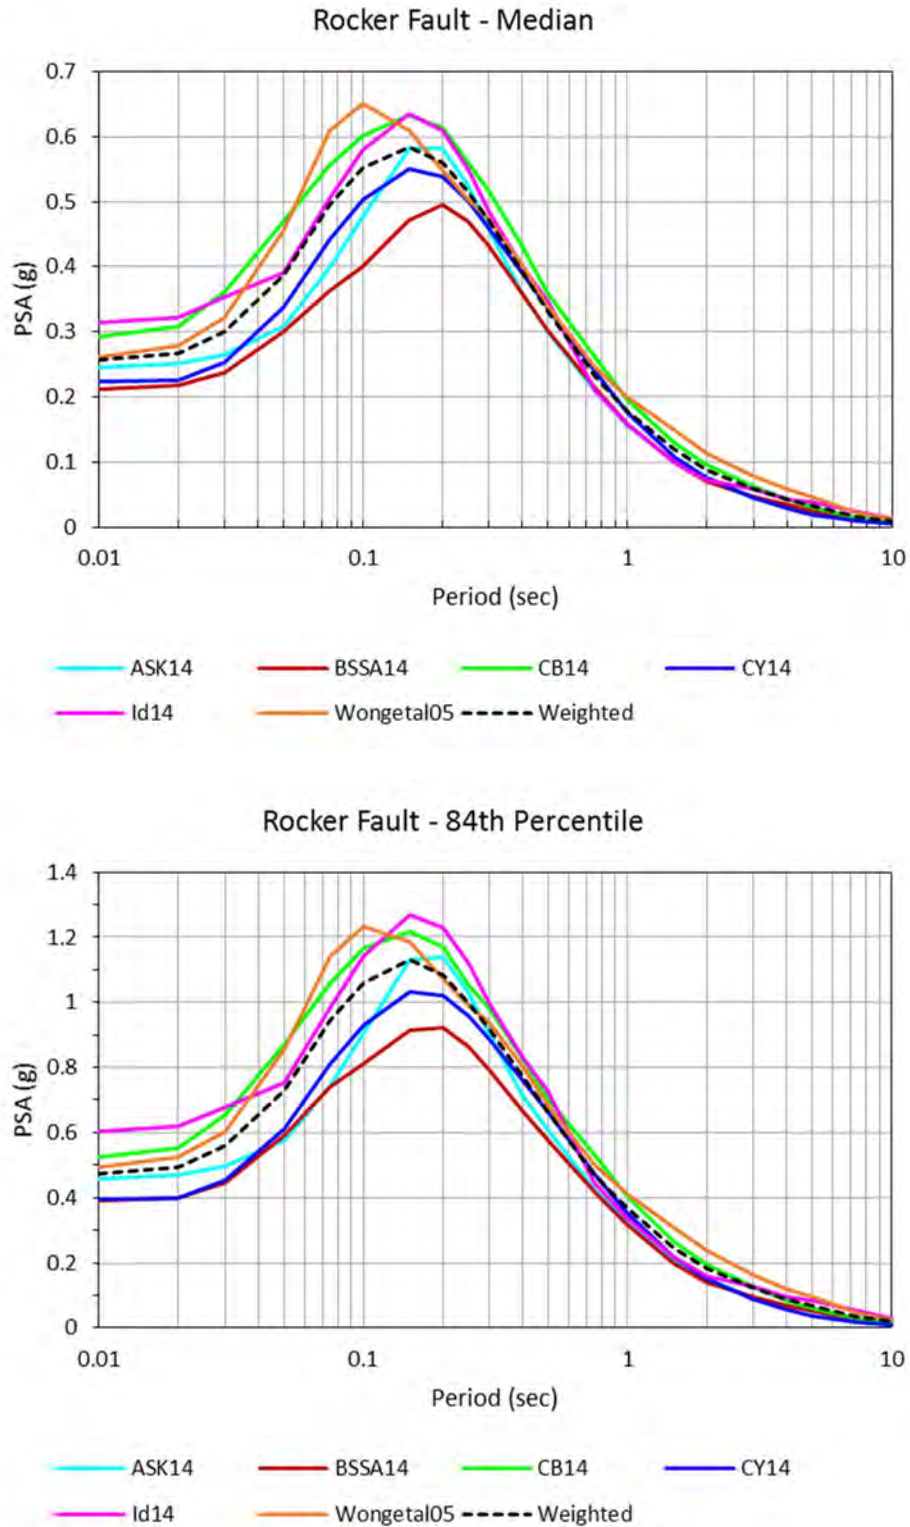 Rocker Fault - Median
0.7
0.6
0.5
0.4
0.3
0.2
0.1
0
PSA (g)
0.01 0.1 1 10
Period (sec)
ASK14 BSSA14 CB14 CY14
Id14 Wongetal05 Weighted
Rocker Fault - 84th Percentile
1.4
1.2
1
0.8
0.6
0.4
0.2
0
PSA (g)
0.01 0.1 1 10
Period (sec)
ASK14 BSSA14 CB14 CY14
Id14 Wongetal05 Weighted